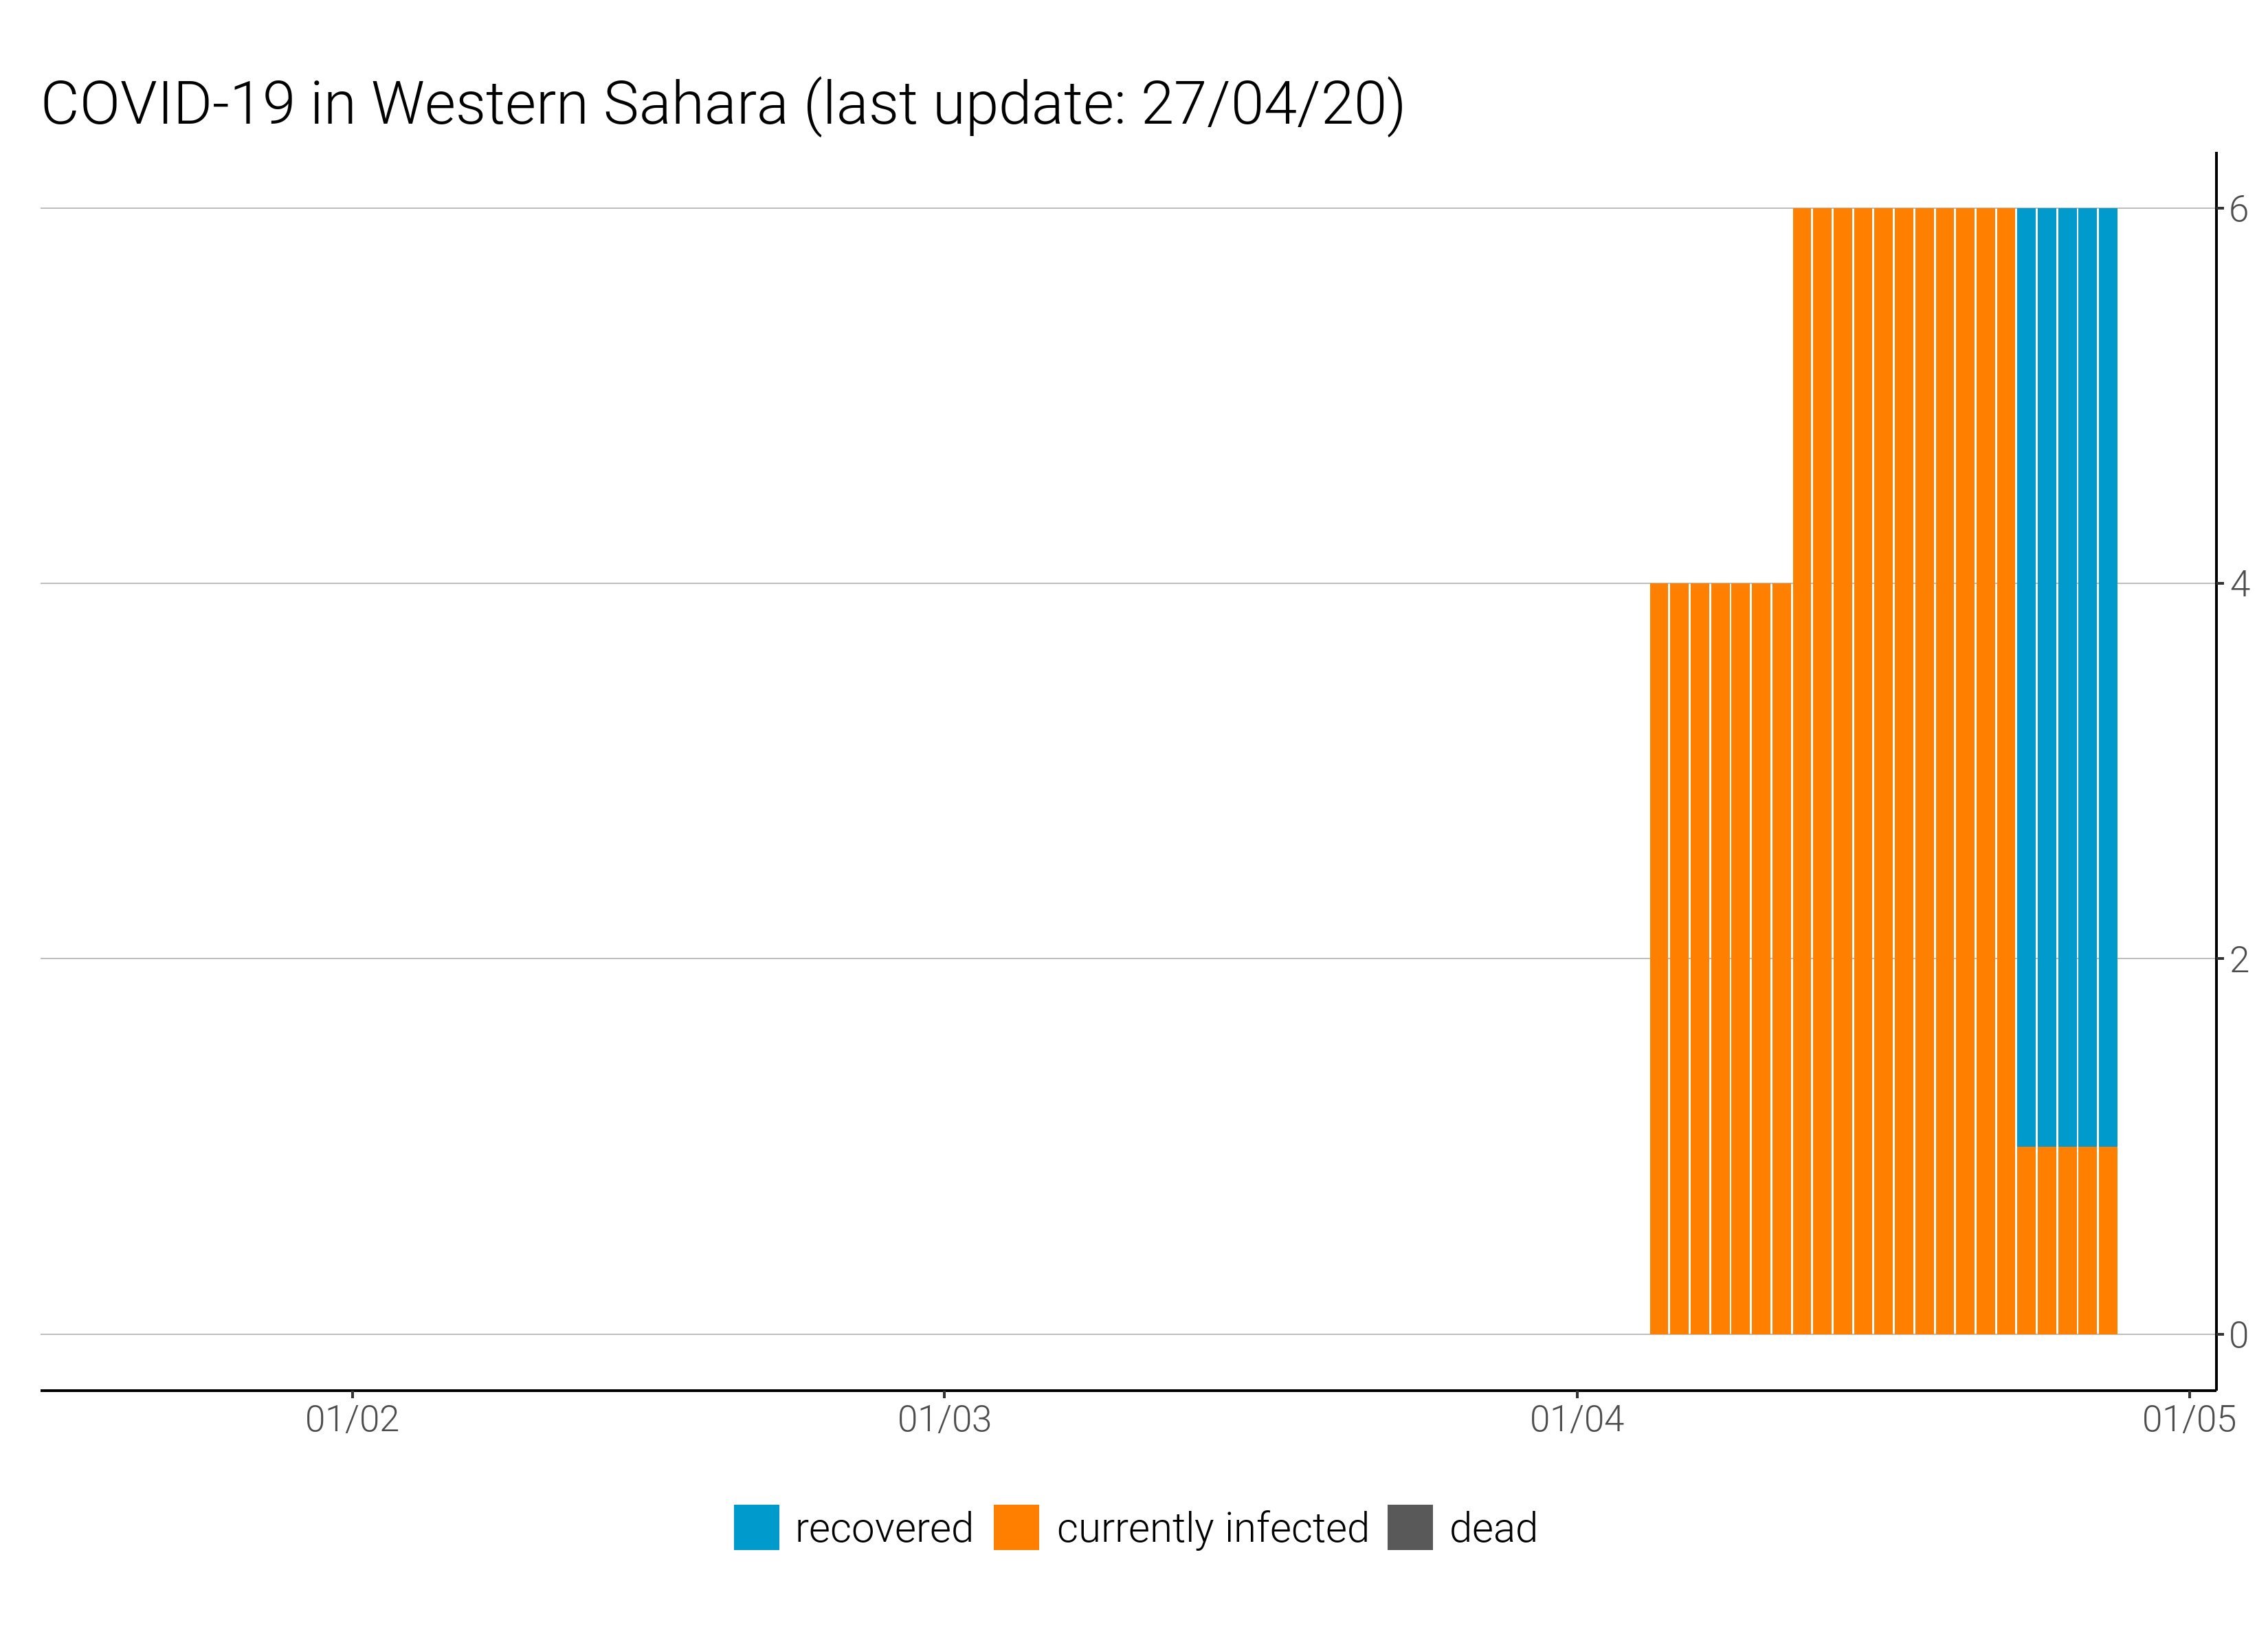 COVID-19 in Western Sahara (last update: 27/04/20)
6
4
2
0
01/02 01/03 01/04 01/05
recovered currently infected dead